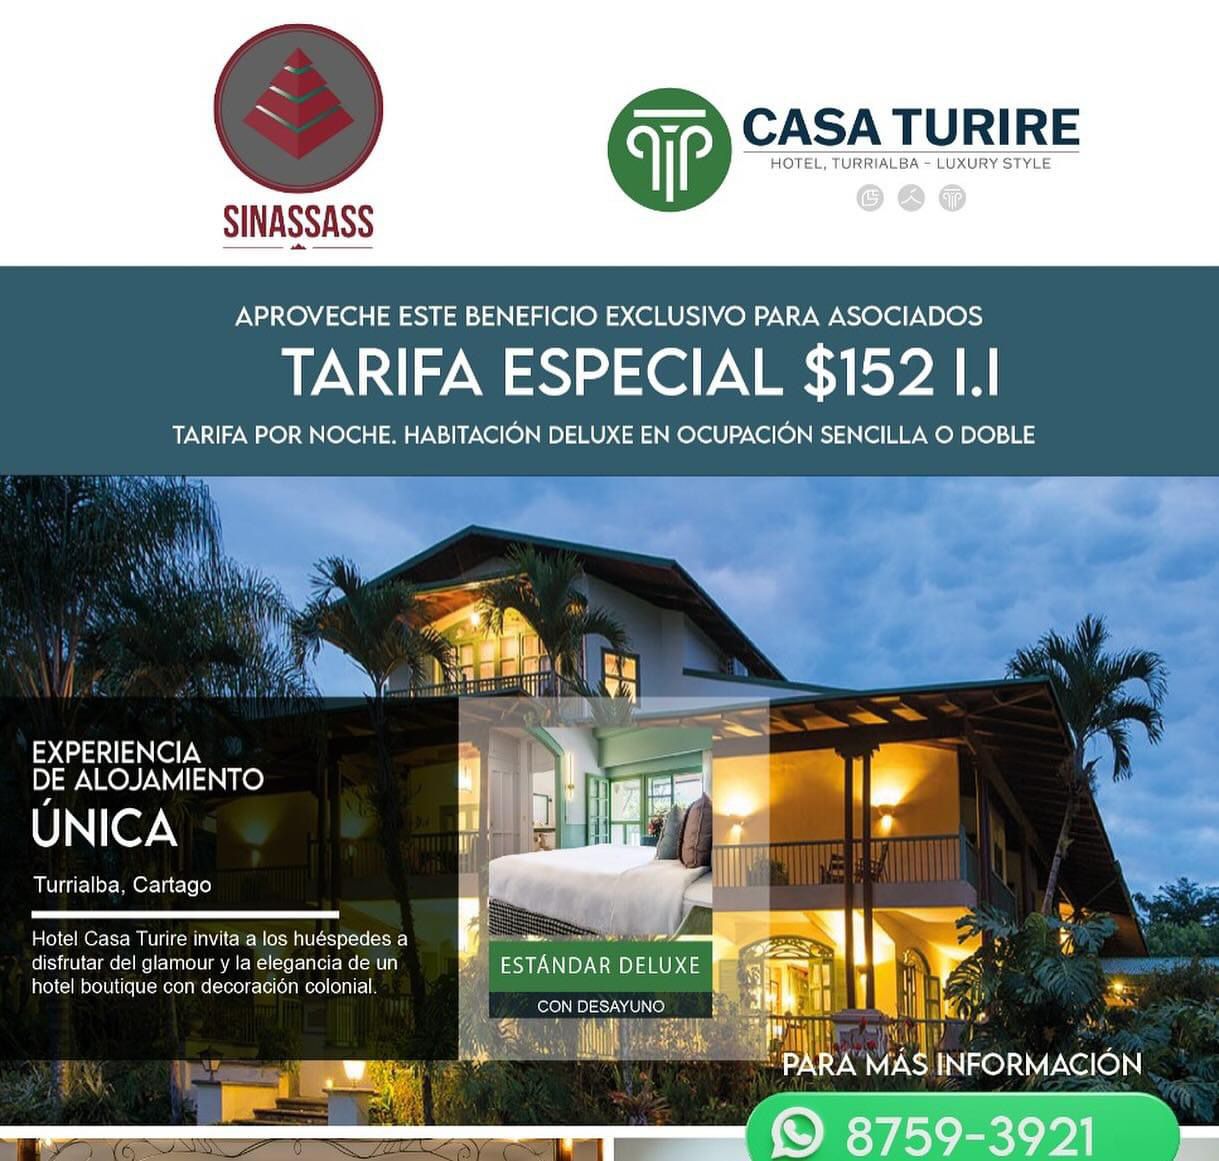 SINASSASS
CASA TURIRE
HOTEL, TURRIALBA - LUXURY STYLE
APROVECHE ESTE BENEFICIO EXCLUSIVO PARA ASOCIADOS
TARIFA ESPECIAL $152 I.I
TARIFA POR NOCHE. HABITACIÓN DELUXE EN OCUPACIÓN SENCILLA O DOBLE
EXPERIENCIA
DE ALOJAMIENTO
ÚNICA
Turrialba, Cartago
Hotel Casa Turire invita a los huéspedes a
disfrutar del glamour y la elegancia de un
hotel boutique con decoración colonial.
ESTÁNDAR DELUXE
CON DESAYUNO
PARA MÁS INFORMACIÓN
8759-3921